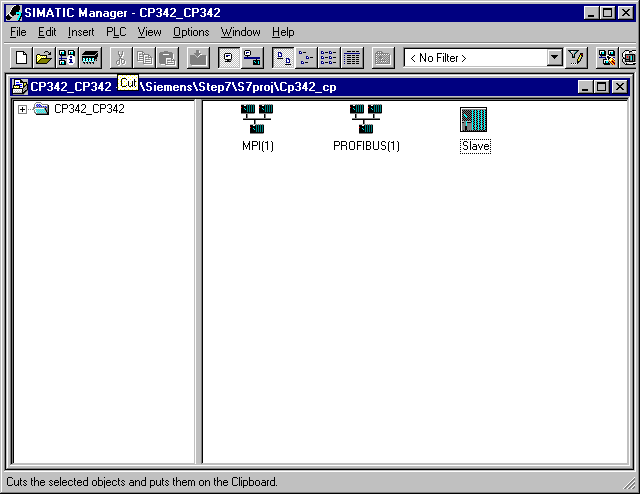 SIMATIC Manager - CP342_CP342
File Edit Insert PLC View Options Window Help
< No Filter >
CP342_CP342 - \Siemens\Step7\S7proj\Cp342_cp
Cut
CP342_CP342
MPI(1) PROFIBUS(1) Slave
Cuts the selected objects and puts them on the Clipboard.